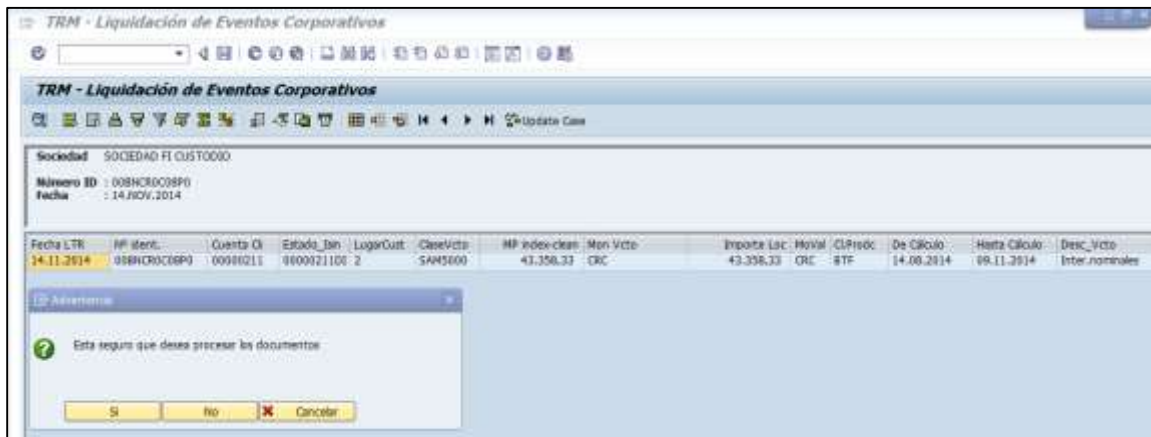 TRM - Liquidación de Eventos Corporativos
TRM - Liquidación de Eventos Corporativos
Update Case
Sociedad SOCIEDAD FI CUSTODIO
Número ID : 00BNCR0C08P0
Fecha : 14.NOV.2014
Fecha LTR Nº ident. Cuenta Cli Estado_Isin LugarCust ClaseVcto MP index-clean Mon Vcto Importe Loc MoVal Cl.Prodc De Cálculo Hasta Cálculo Desc_Vcto
14.11.2014 00BNCR0C08P0 00000211 2 SAM5000 43.358,33 CRC 43.358,33 CRC BTF 14.08.2014 09.11.2014 Inter.nominales
Advertencia
Esta seguro que desea procesar los documentos
Si No Cancelar